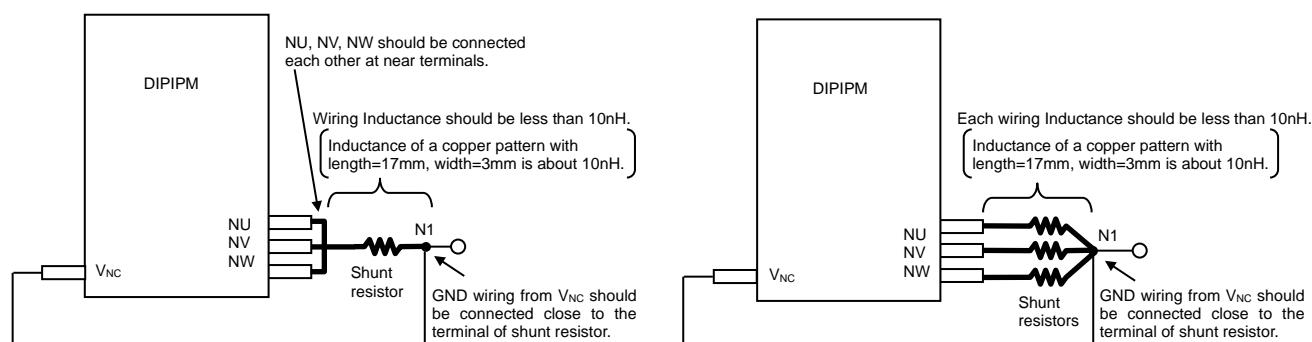 NU, NV, NW should be connected
each other at near terminals.
DIPIPM
Wiring Inductance should be less than 10nH.
Inductance of a copper pattern with
length=17mm, width=3mm is about 10nH.
NU
NV
NW
N1
VNC
Shunt
resistor
GND wiring from VNC should
be connected close to the
terminal of shunt resistor.
DIPIPM
Each wiring Inductance should be less than 10nH.
Inductance of a copper pattern with
length=17mm, width=3mm is about 10nH.
NU
NV
NW
N1
VNC
Shunt
resistors
GND wiring from VNC should
be connected close to the
terminal of shunt resistor.